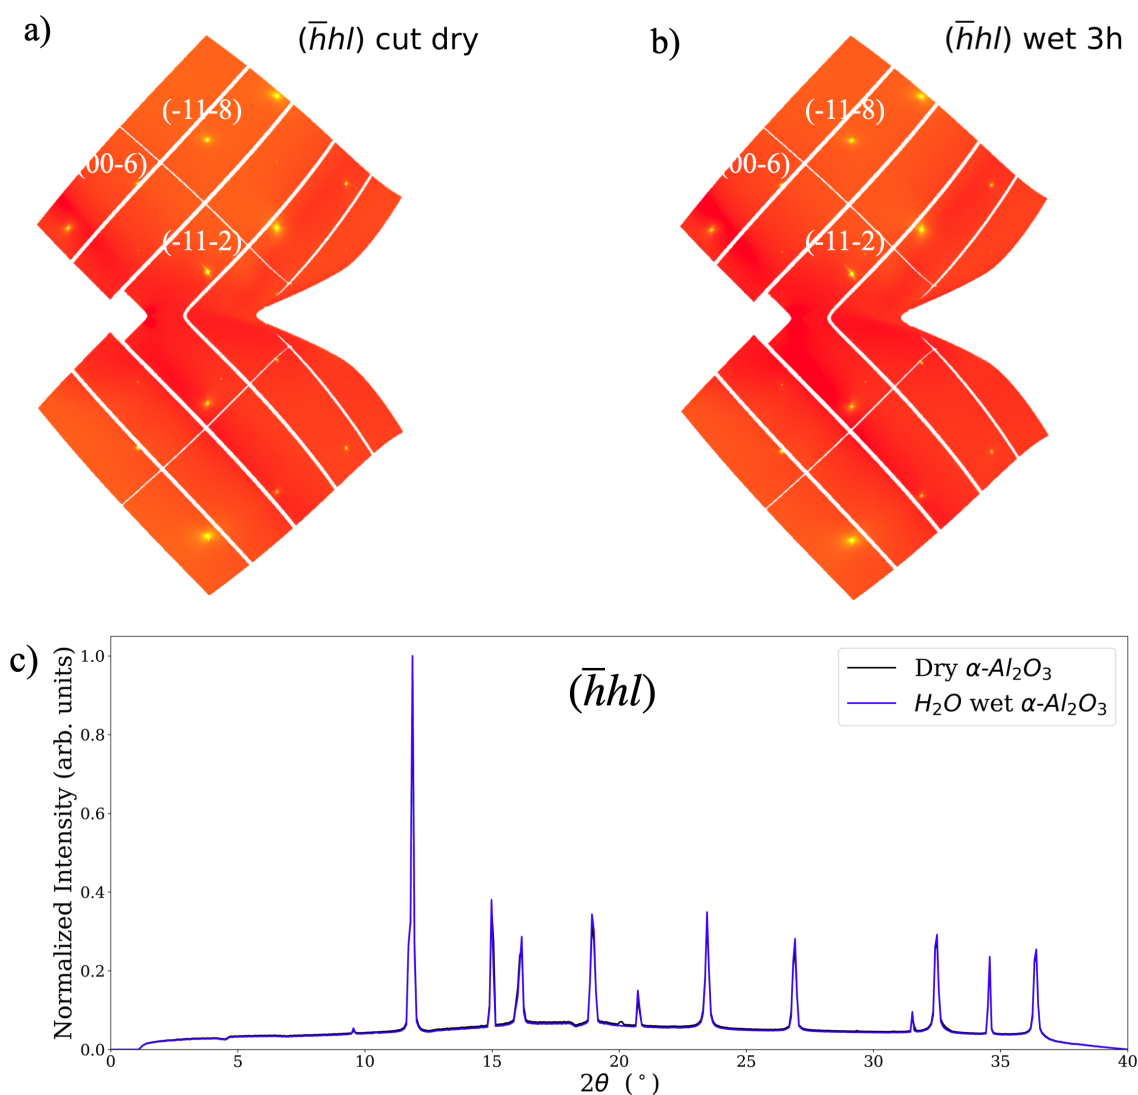 a)
(h̅hl) cut dry
b)
(h̅hl) wet 3h
(-11-8)
(00-6)
(-11-2)
(-11-8)
(00-6)
(-11-2)
c)
Normalized Intensity (arb. units)
1.0
0.8
0.6
0.4
0.2
0.0
(h̅hl)
Dry α-Al₂O₃
H₂O wet α-Al₂O₃
0 5 10 15 20 25 30 35 40
2θ (°)